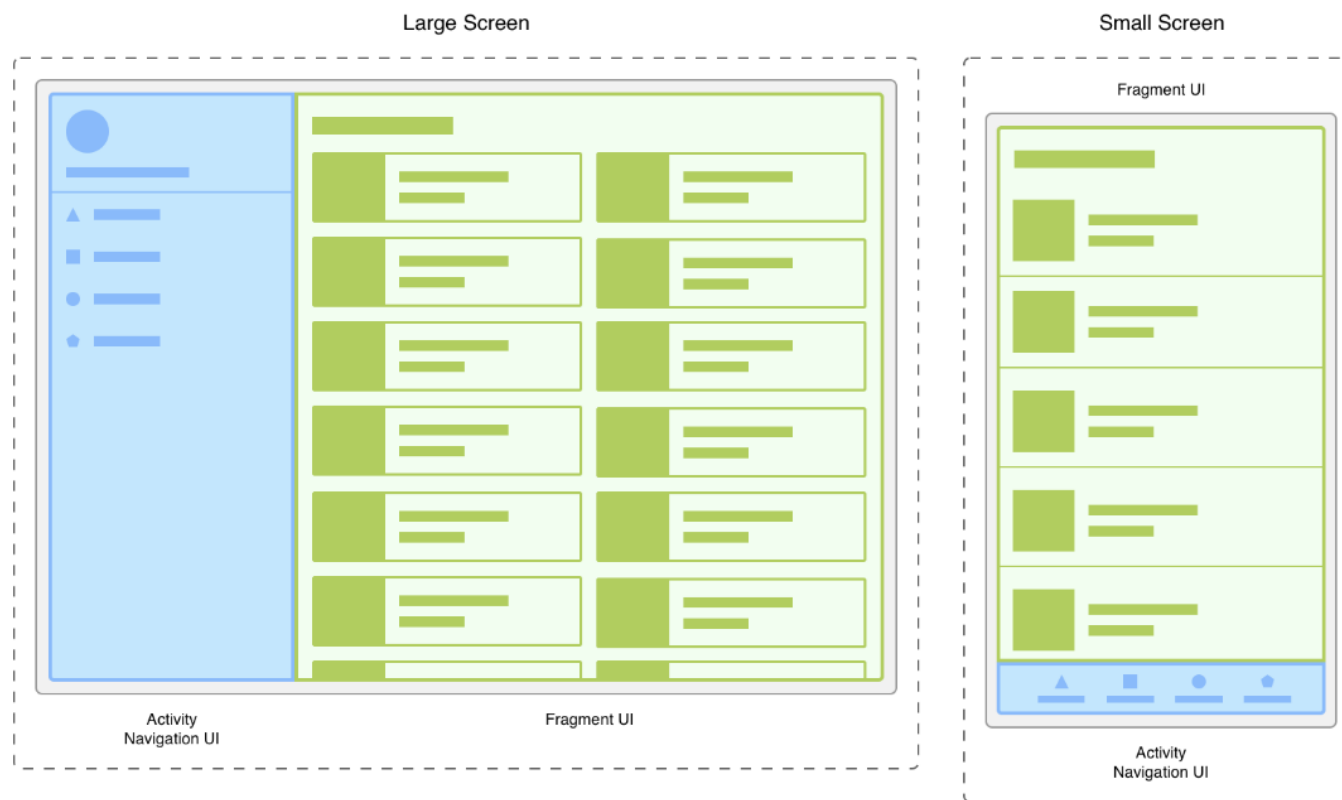 Large Screen
Activity
Navigation UI
Fragment UI
Small Screen
Fragment UI
Activity
Navigation UI